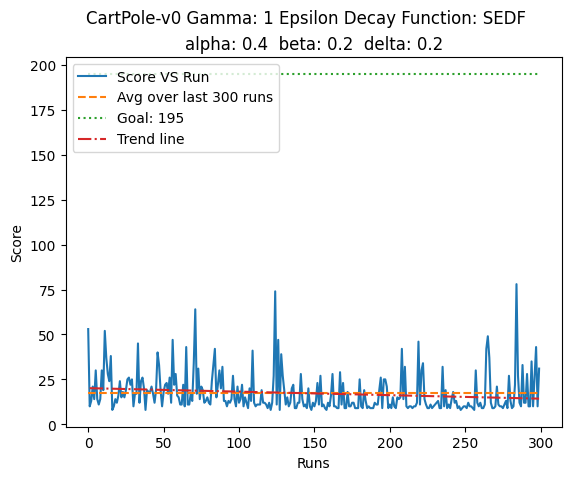 CartPole-v0 Gamma: 1 Epsilon Decay Function: SEDF
alpha: 0.4 beta: 0.2 delta: 0.2
Score VS Run
Avg over last 300 runs
Goal: 195
Trend line
200
175
150
125
100
75
50
25
0
Score
0
50
100
150
200
250
300
Runs